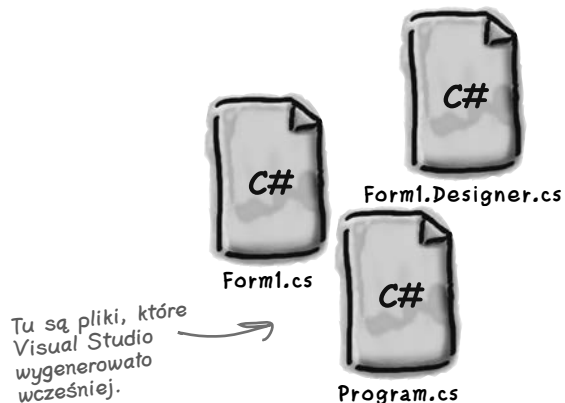 C#
Form1.Designer.cs
C#
Form1.cs
C#
Program.cs
Tu są pliki, które
Visual Studio
wygenerowało
wcześniej.